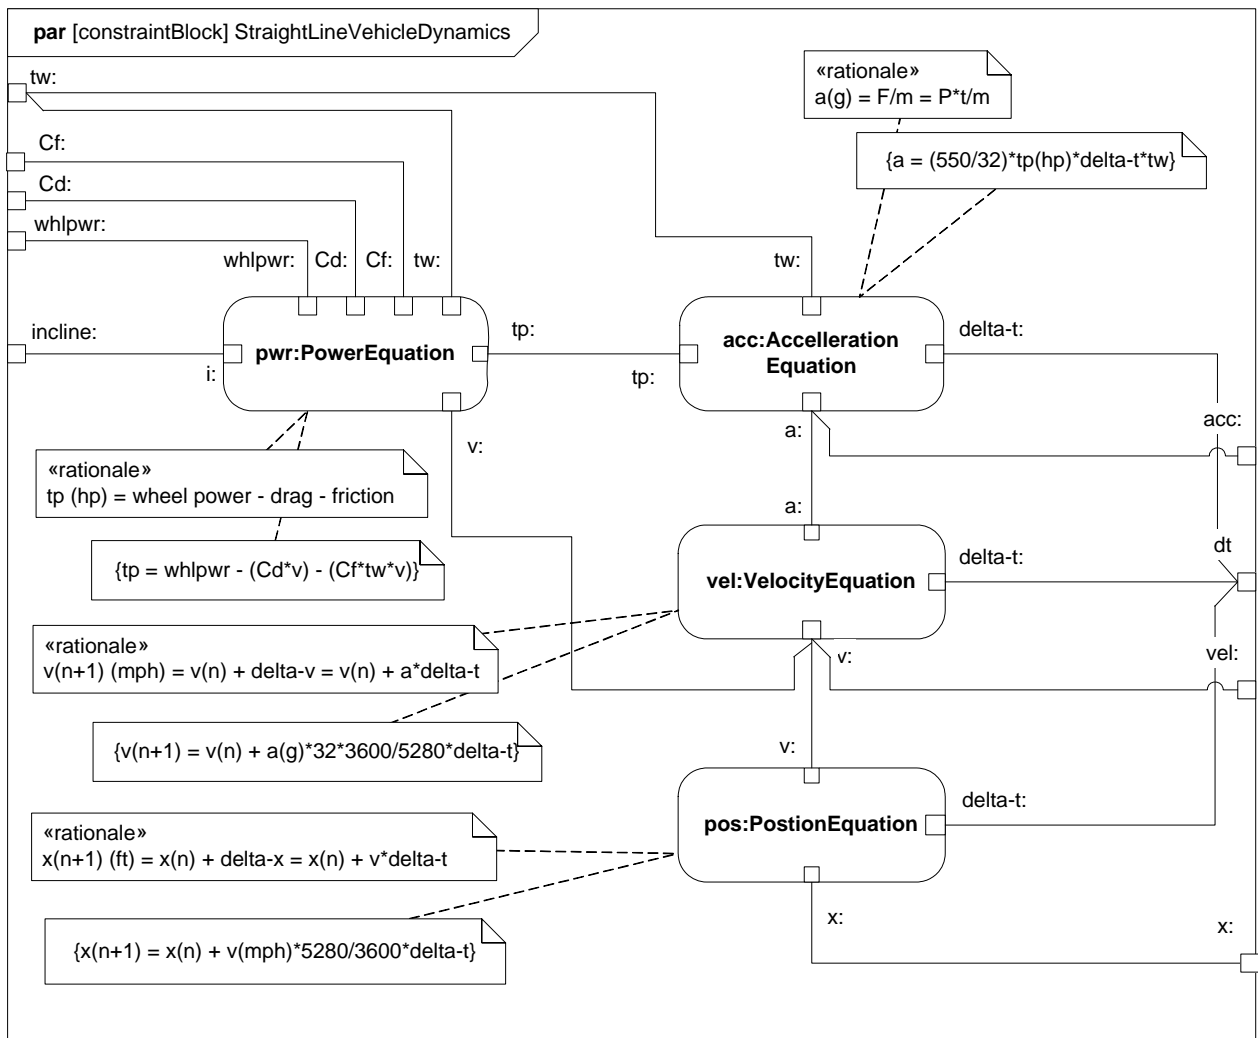 par [constraintBlock] StraightLineVehicleDynamics
tw:
«rationale»
a(g) = F/m = P*t/m
Cf:
{a = (550/32)*tp(hp)*delta-t*tw}
Cd:
whlpwr:
whlpwr:
Cd:
Cf:
tw:
tw:
incline:
tp:
delta-t:
pwr:PowerEquation
acc:Accelleration
Equation
i:
tp:
acc:
a:
v:
«rationale»
tp (hp) = wheel power - drag - friction
a:
dt
{tp = whlpwr - (Cd*v) - (Cf*tw*v)}
vel:VelocityEquation
delta-t:
«rationale»
v(n+1) (mph) = v(n) + delta-v = v(n) + a*delta-t
v:
vel:
{v(n+1) = v(n) + a(g)*32*3600/5280*delta-t}
v:
delta-t:
«rationale»
x(n+1) (ft) = x(n) + delta-x = x(n) + v*delta-t
pos:PostionEquation
x:
x:
{x(n+1) = x(n) + v(mph)*5280/3600*delta-t}